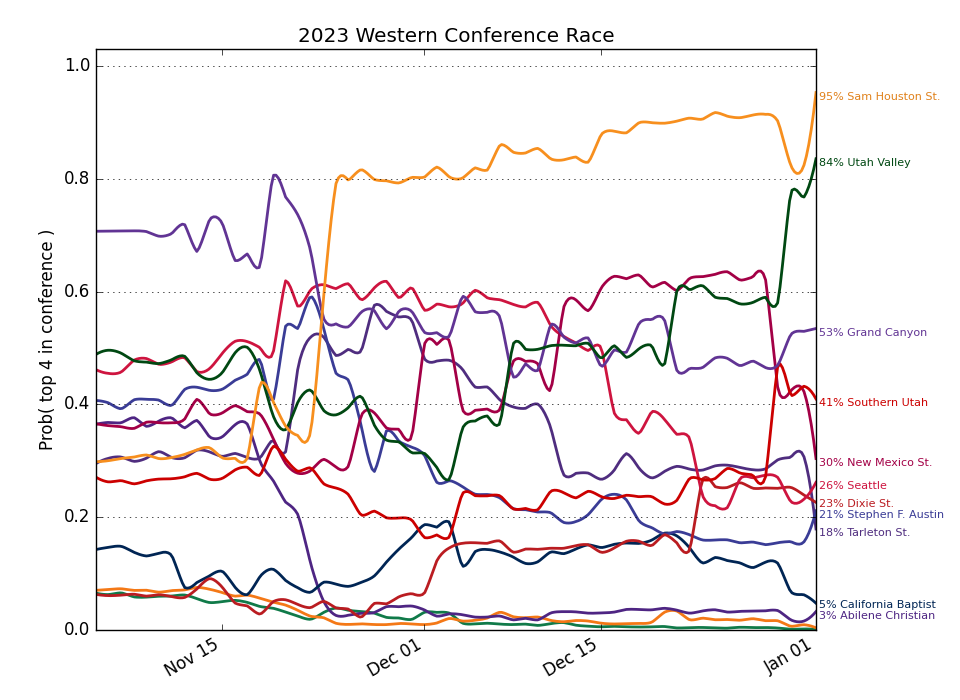 2023 Western Conference Race
Prob( top 4 in conference )
1.0
0.8
0.6
0.4
0.2
0.0
Nov 15
Dec 01
Dec 15
Jan 01
95% Sam Houston St.
84% Utah Valley
53% Grand Canyon
41% Southern Utah
30% New Mexico St.
26% Seattle
23% Dixie St.
21% Stephen F. Austin
18% Tarleton St.
5% California Baptist
3% Abilene Christian